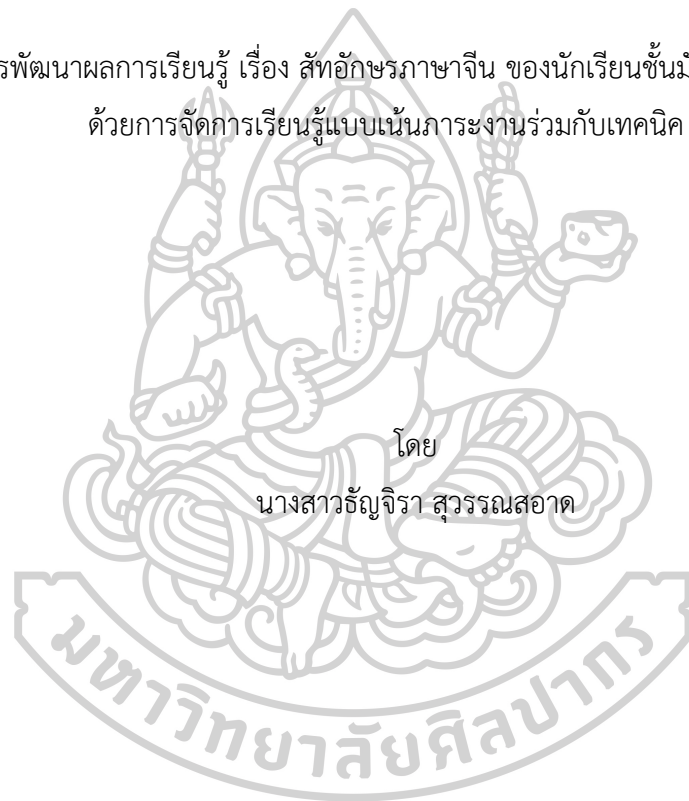 รพัฒนาผลการเรียนรู้ เรื่อง สัทอักษรภาษาจีน ของนักเรียนชั้นมั
ด้วยการจัดการเรียนรู้แบบเน้นภาระงานร่วมกับเทคนิค
โดย
นางสาวธัญจิรา สุวรรณสอาด
มหาวิทยาลัยศิลปากร